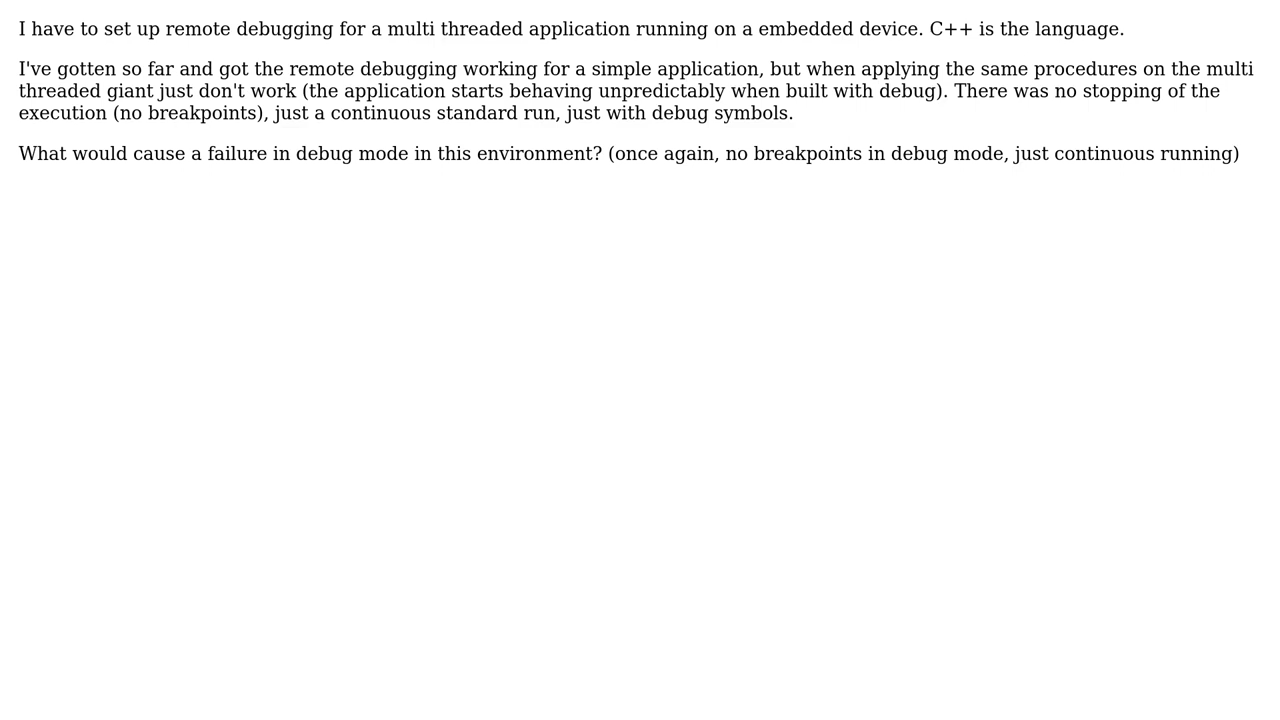 I have to set up remote debugging for a multi threaded application running on a embedded device. C++ is the language.
I've gotten so far and got the remote debugging working for a simple application, but when applying the same procedures on the multi
threaded giant just don't work (the application starts behaving unpredictably when built with debug). There was no stopping of the
execution (no breakpoints), just a continuous standard run, just with debug symbols.
What would cause a failure in debug mode in this environment? (once again, no breakpoints in debug mode, just continuous running)